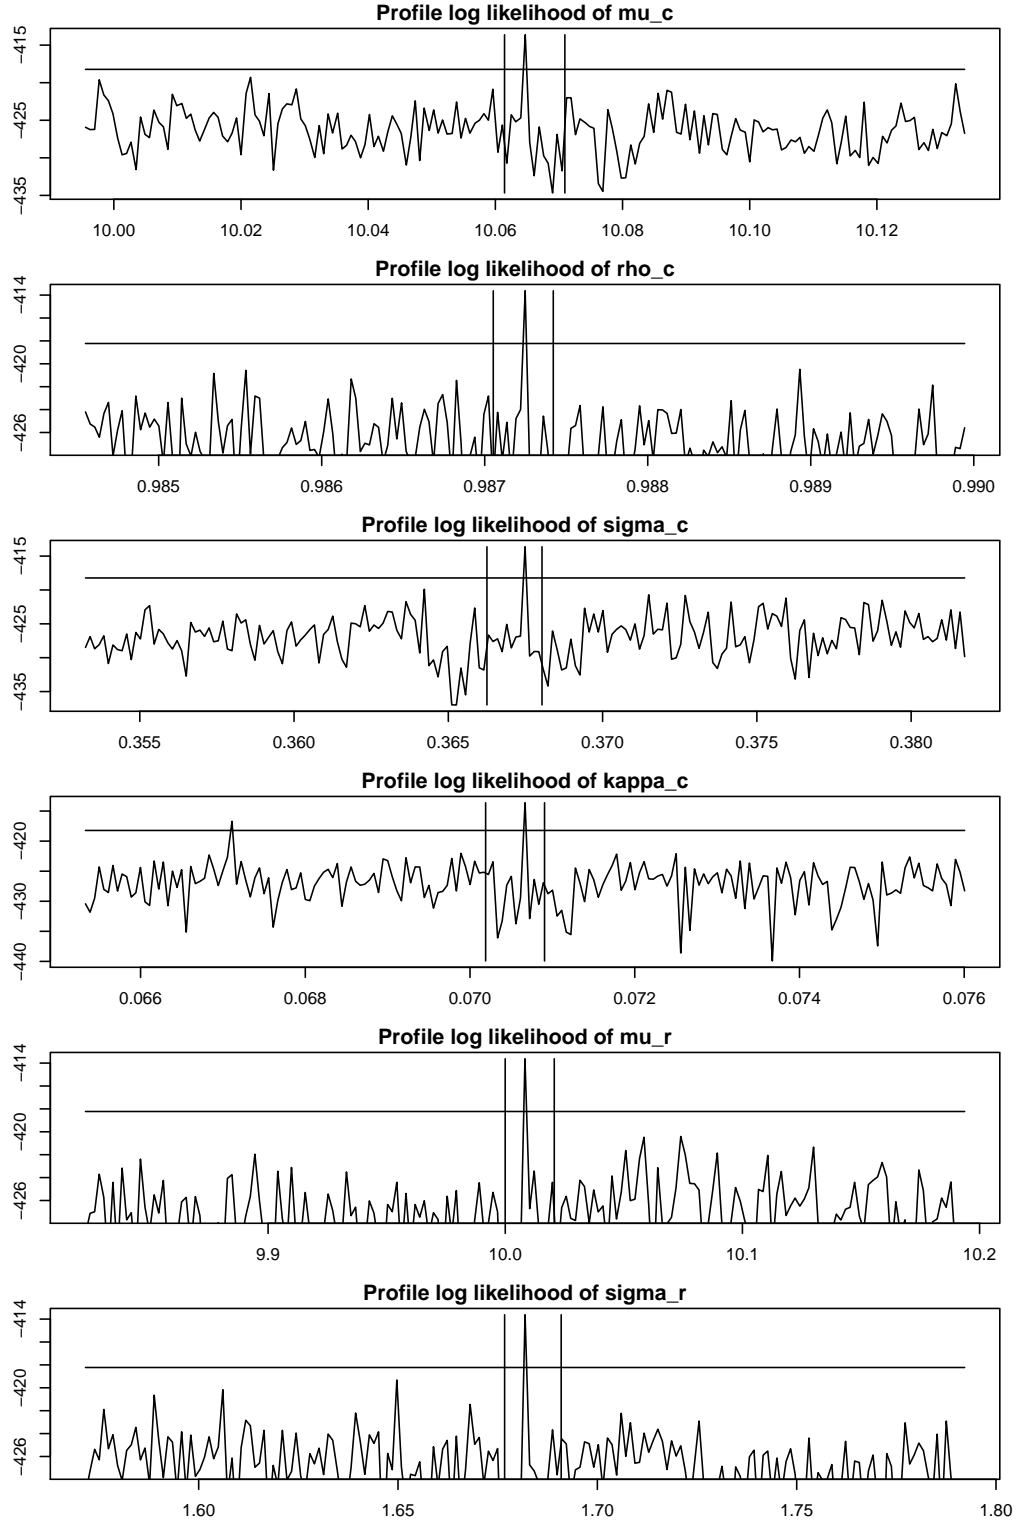 Profile log likelihood of mu_c
−415
−425
−435
10.00 10.02 10.04 10.06 10.08 10.10 10.12
Profile log likelihood of rho_c
−414
−420
−426
0.985 0.986 0.987 0.988 0.989 0.990
Profile log likelihood of sigma_c
−415
−425
−435
0.355 0.360 0.365 0.370 0.375 0.380
Profile log likelihood of kappa_c
−420
−430
−440
0.066 0.068 0.070 0.072 0.074 0.076
Profile log likelihood of mu_r
−414
−420
−426
9.9 10.0 10.1 10.2
Profile log likelihood of sigma_r
−414
−420
−426
1.60 1.65 1.70 1.75 1.80